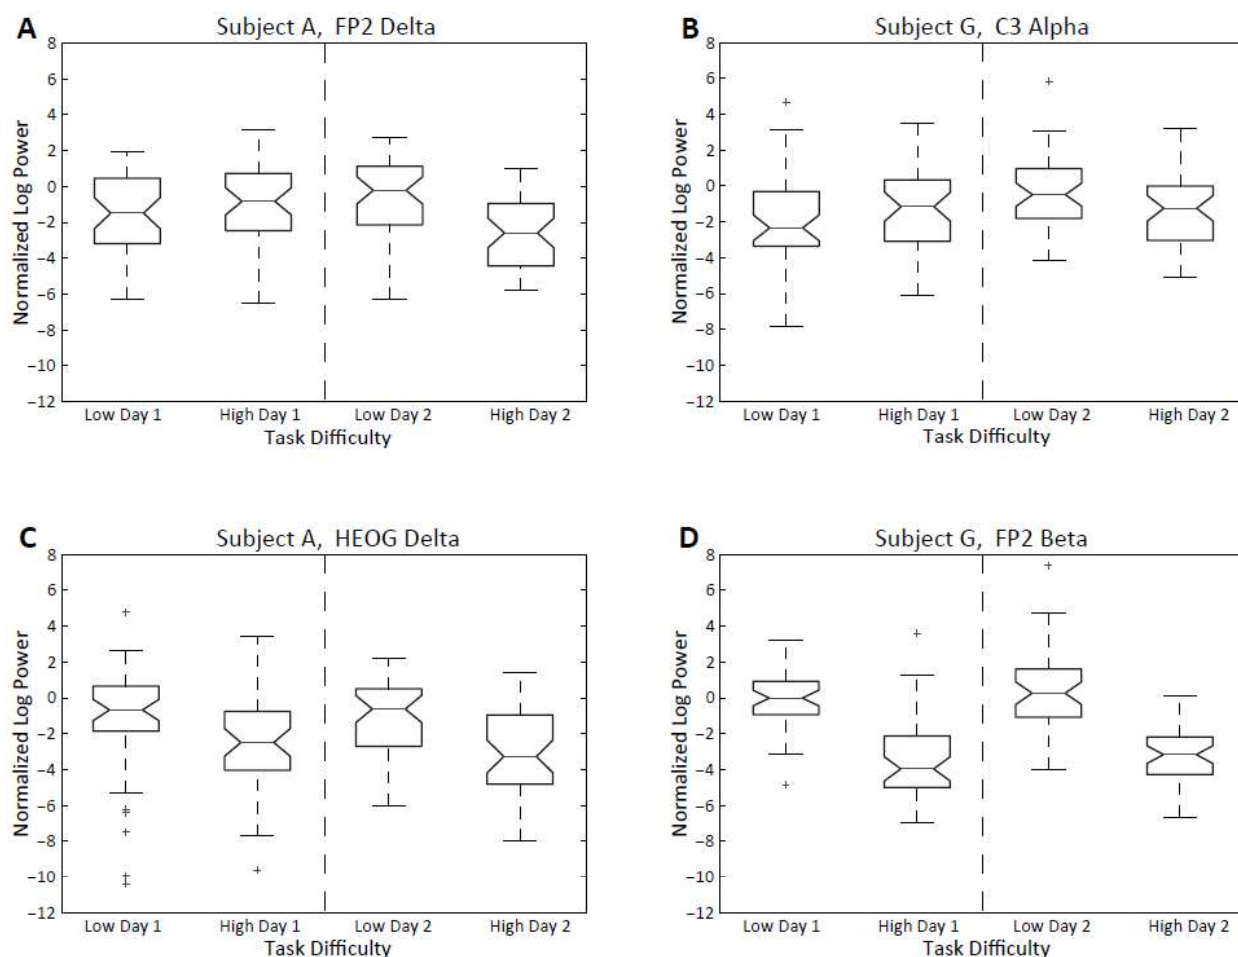 A
Subject A, FP2 Delta
8
6
4
2
0
−2
−4
−6
−8
−10
−12
Normalized Log Power
Low Day 1 High Day 1 Low Day 2 High Day 2
Task Difficulty
B
Subject G, C3 Alpha
8
6
4
2
0
−2
−4
−6
−8
−10
−12
Normalized Log Power
Low Day 1 High Day 1 Low Day 2 High Day 2
Task Difficulty
C
Subject A, HEOG Delta
8
6
4
2
0
−2
−4
−6
−8
−10
−12
Normalized Log Power
Low Day 1 High Day 1 Low Day 2 High Day 2
Task Difficulty
D
Subject G, FP2 Beta
8
6
4
2
0
−2
−4
−6
−8
−10
−12
Normalized Log Power
Low Day 1 High Day 1 Low Day 2 High Day 2
Task Difficulty